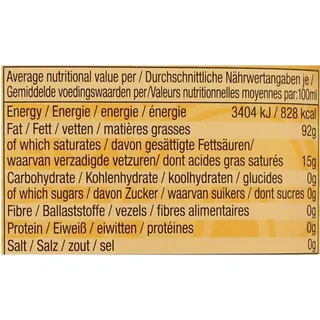 Average nutritional value per / Durchschnittliche Nährwertangaben je /
Gemiddelde voedingswaarden per/Valeurs nutritionnelles moyennes par:100ml
Energy / Energie / energie / énergie 3404 kJ / 828 kcal
Fat / Fett / vetten / matières grasses 92g
of which saturates / davon gesättigte Fettsäuren/
waarvan verzadigde vetzuren/ dont acides gras saturés 15g
Carbohydrate / Kohlenhydrate / koolhydraten / glucides 0g
of which sugars / davon Zucker / waarvan suikers / dont sucres 0g
Fibre / Ballaststoffe / vezels / fibres alimentaires 0g
Protein / Eiweiß / eiwitten / protéines 0g
Salt / Salz / zout / sel 0g